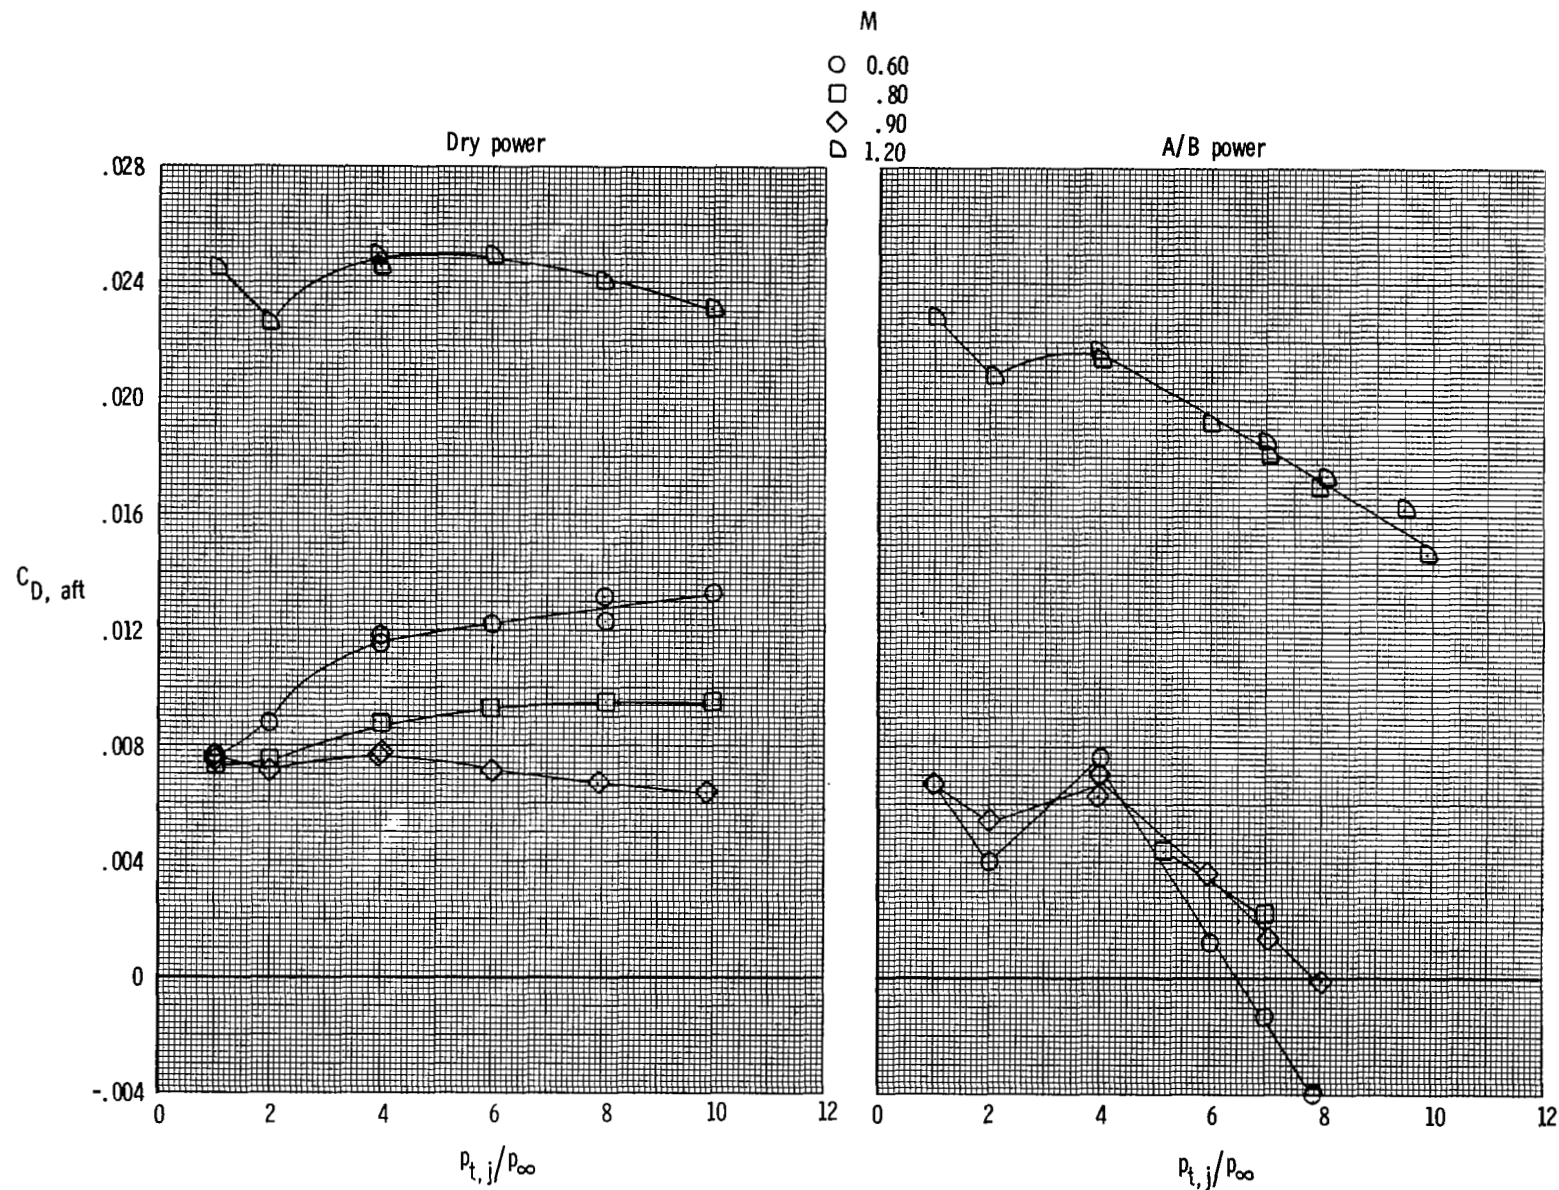 M
0.60
.80
.90
1.20
Dry power
A/B power
.028
.024
.020
.016
.012
.008
.004
0
-.004
C_D, aft
0 2 4 6 8 10 12
0 2 4 6 8 10 12
p_t,j/p_∞
p_t,j/p_∞